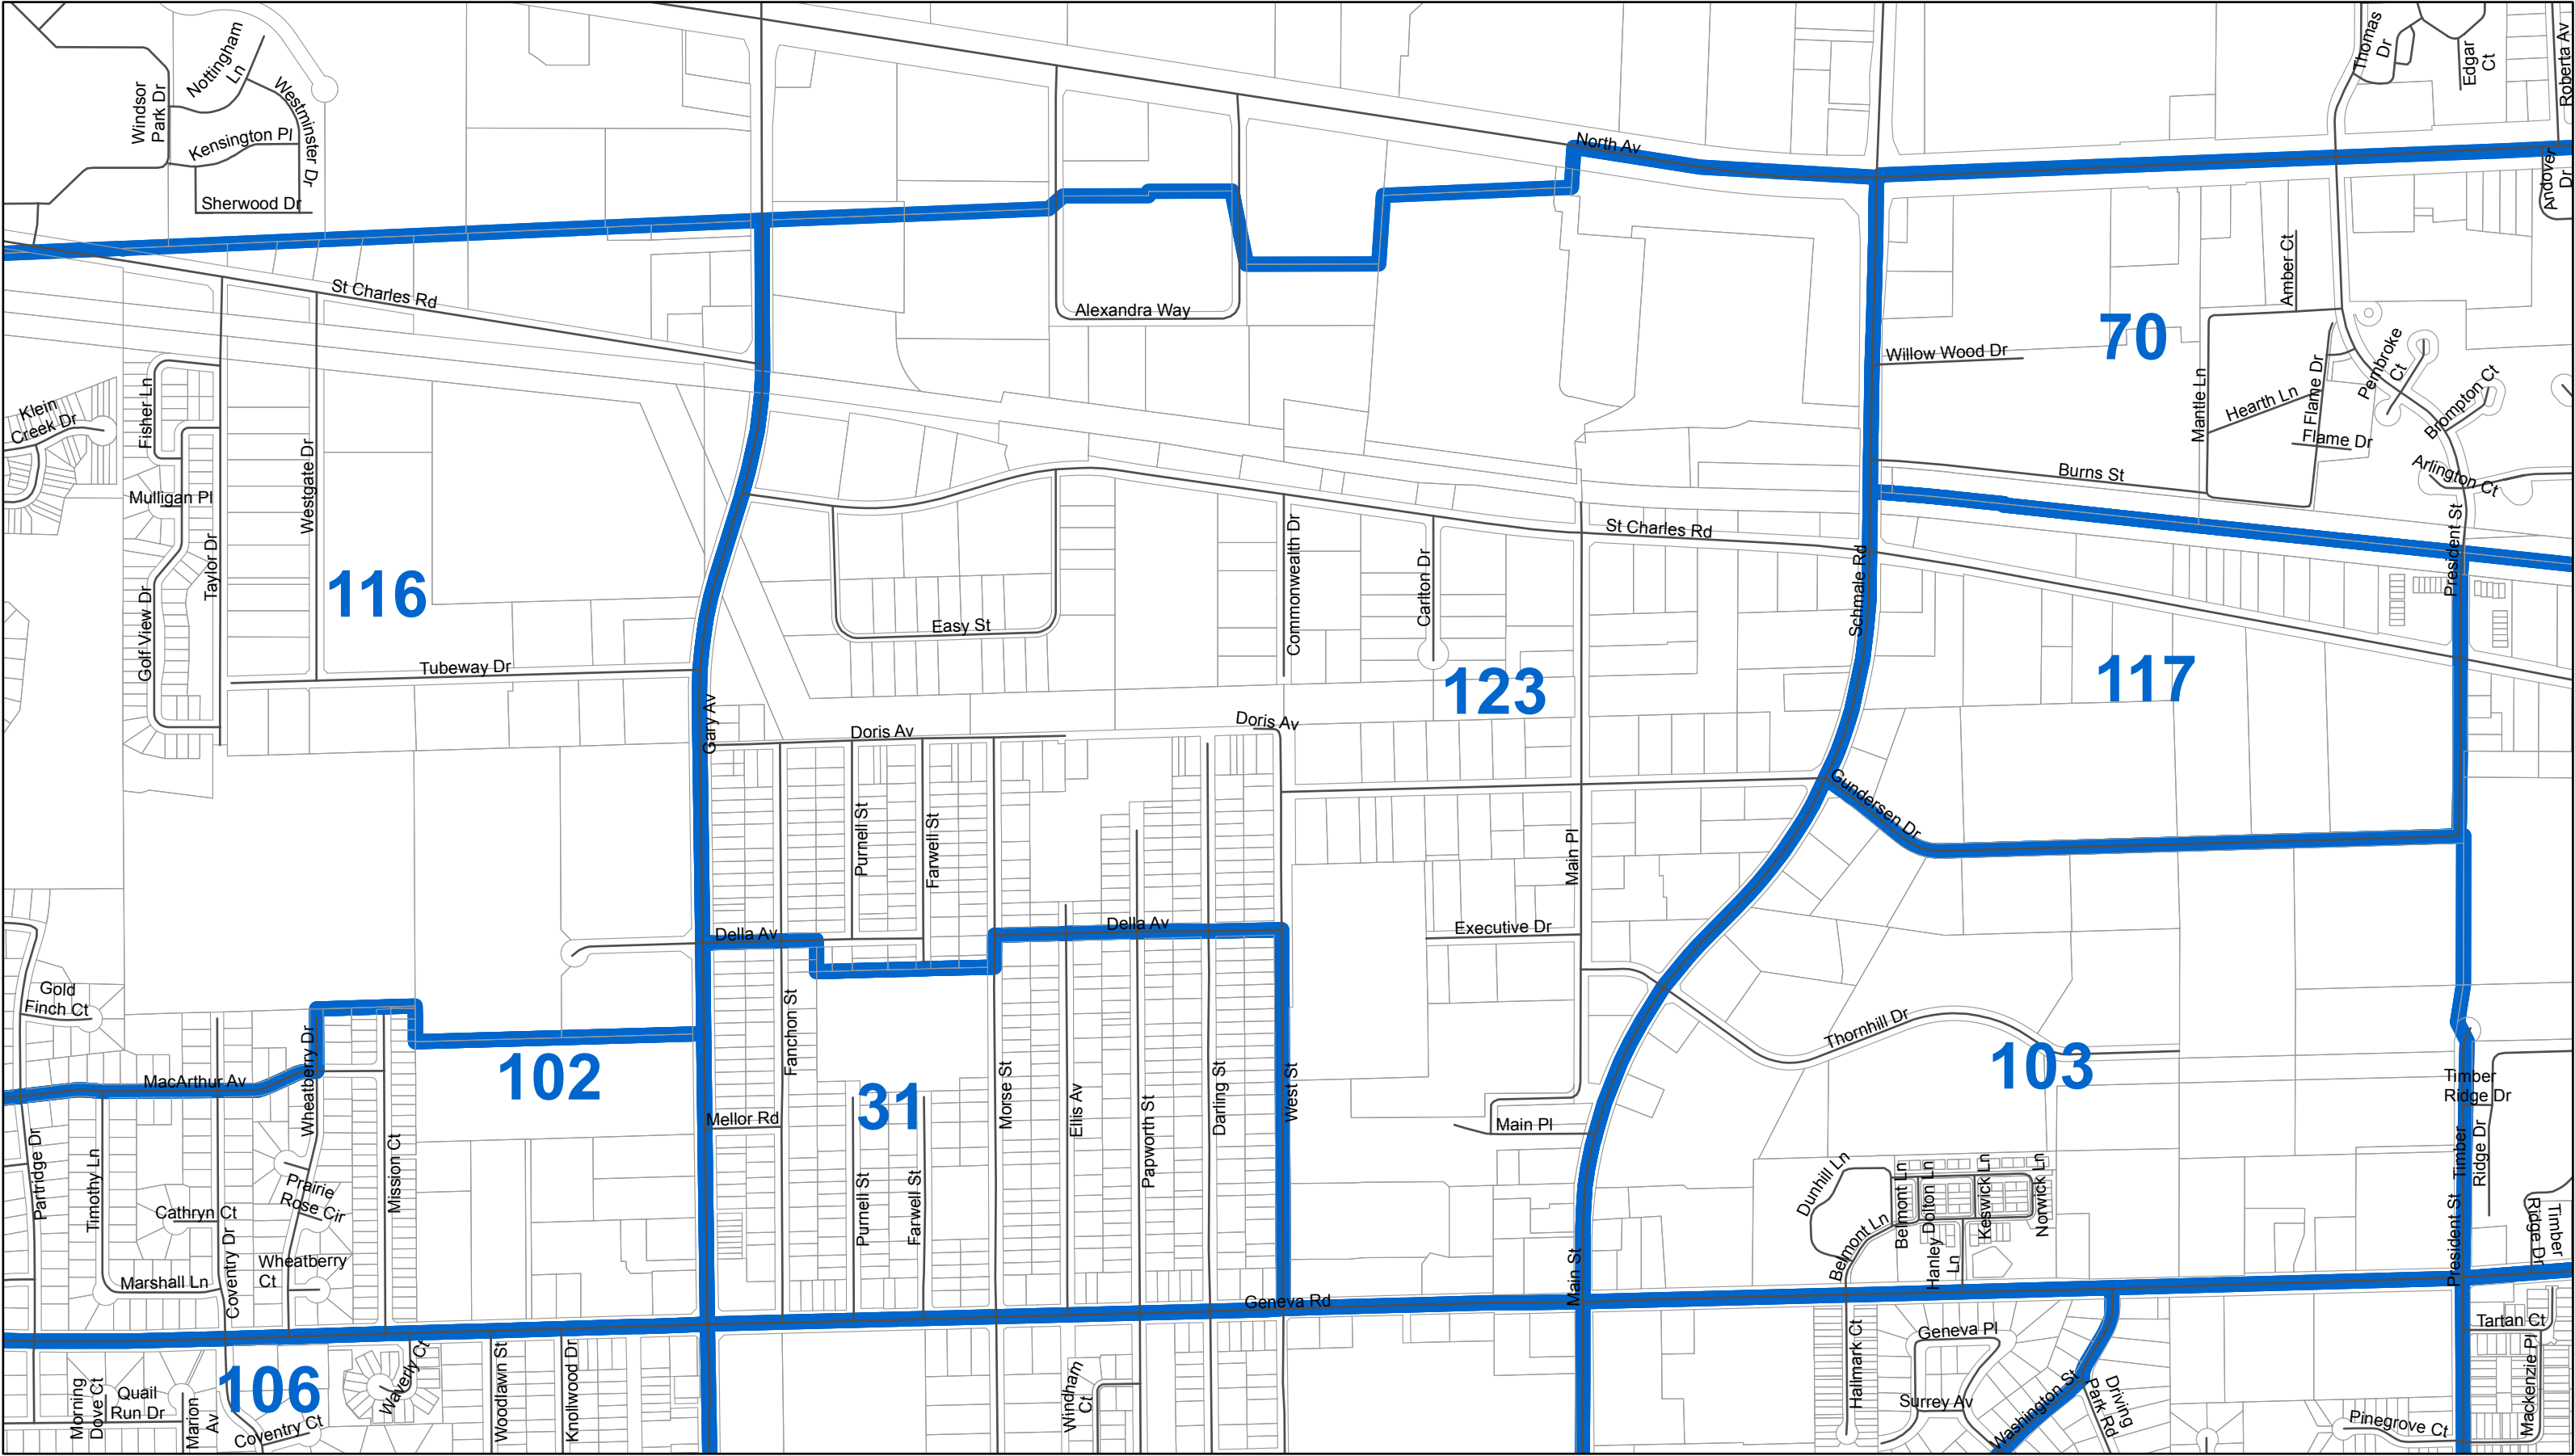 Nottingham
Ln
Windsor
Park Dr
Westminster Dr
Kensington Pl
Sherwood Dr
Thomas
Dr
Edgar
Ct
Roberta Av
North Av
Andover
Dr
St Charles Rd
Alexandra Way
Amber Ct
70
Willow Wood Dr
Pembroke
Ct
Mantle Ln
Hearth Ln
Flame Dr
Flame Dr
Brompton Ct
Arlington Ct
Burns St
President St
Klein
Creek Dr
Fisher Ln
Mulligan Pl
Westgate Dr
Taylor Dr
Golf View Dr
116
Tubeway Dr
Easy St
Commonwealth Dr
Carlton Dr
St Charles Rd
Schmale Rd
123
117
Gary Av
Doris Av
Doris Av
Purnell St
Farwell St
Main Pl
Gundersen Dr
Della Av
Della Av
Executive Dr
Gold
Finch Ct
MacArthur Av
Wheatberry Dr
102
Fanchon St
Mellor Rd
31
Morse St
Ellis Av
Papworth St
Darling St
West St
Main Pl
Thornhill Dr
103
Timber
Ridge Dr
Timber
Ridge Dr
Partridge Dr
Timothy Ln
Cathryn Ct
Marshall Ln
Coventry Dr
Prairie
Rose Cir
Wheatberry
Ct
Mission Ct
Purnell St
Farwell St
Dunhill Ln
Belmont Ln
Belmont Ln
Dolton Ln
Hanley
Ln
Keswick Ln
Norwick Ln
President St
Timber
Ridge Dr
Main St
Geneva Rd
106
Morning
Dove Ct
Quail
Run Dr
Marion
Av
Coventry Ct
Waverly Ct
Woodlawn St
Knollwood Dr
Windham
Ct
Hallmark Ct
Geneva Pl
Surrey Av
Washington St
Driving
Park Rd
Tartan Ct
Mackenzie Pl
Pinegrove Ct